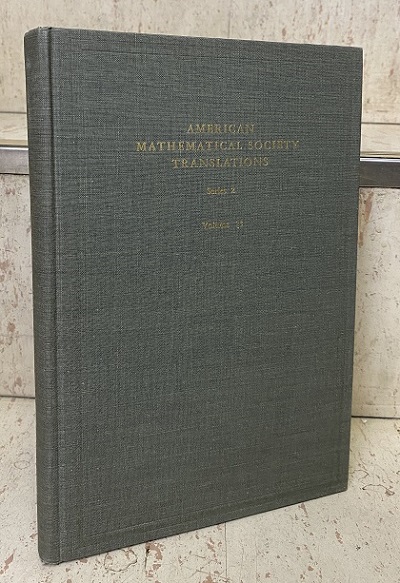 AMERICAN
MATHEMATICAL SOCIETY
TRANSLATIONS
Series 2
Volume